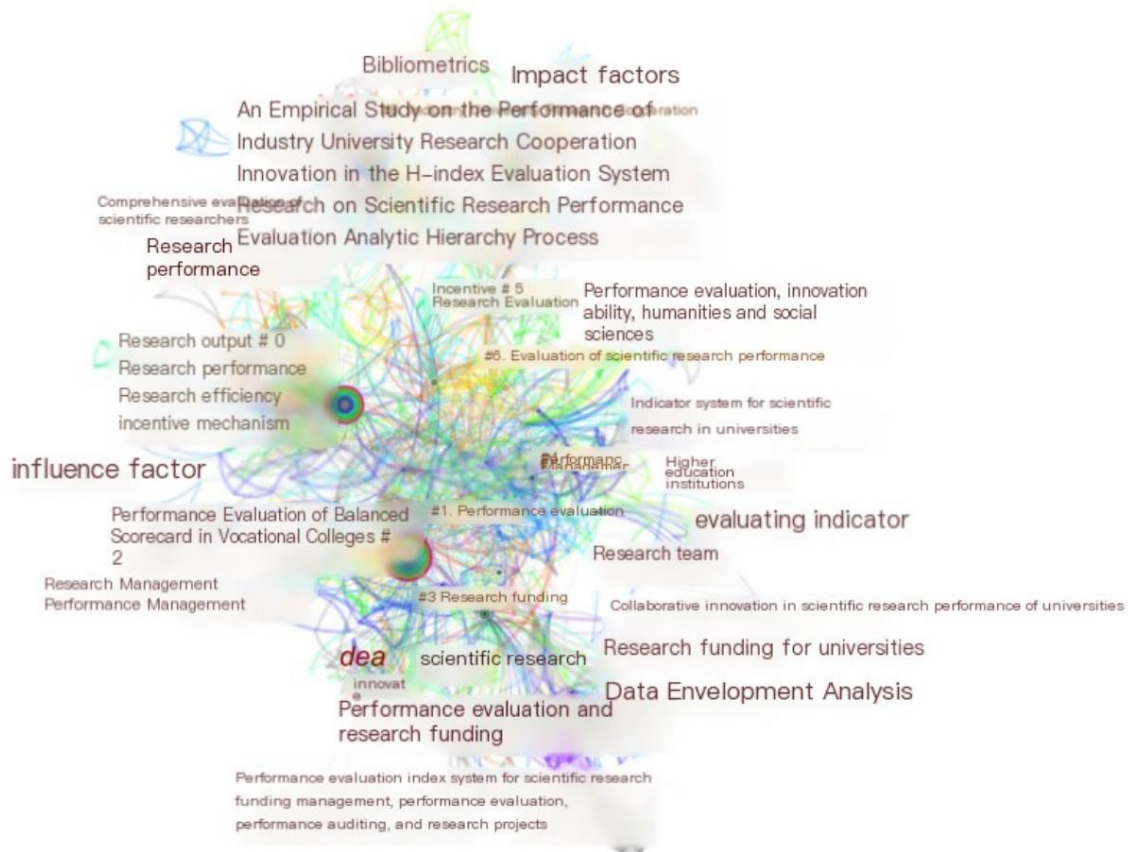 Bibliometrics
Impact factors
An Empirical Study on the Performance of
Industry University Research Cooperation
Innovation in the H-index Evaluation System
Comprehensive evaluation of
scientific researchers
Research on Scientific Research Performance
Evaluation Analytic Hierarchy Process
Research
performance
Incentive # 5
Research Evaluation
Performance evaluation, innovation
ability, humanities and social
sciences
Research output # 0
Research performance
Research efficiency
incentive mechanism
#6. Evaluation of scientific research performance
Indicator system for scientific
research in universities
influence factor
Higher
education
institutions
Performance Evaluation of Balanced
Scorecard in Vocational Colleges #
2
#1. Performance evaluation
evaluating indicator
Research team
Research Management
Performance Management
#3 Research funding
Collaborative innovation in scientific research performance of universities
dea
scientific research
Research funding for universities
innovat
e
Data Envelopment Analysis
Performance evaluation and
research funding
Performance evaluation index system for scientific research
funding management, performance evaluation,
performance auditing, and research projects